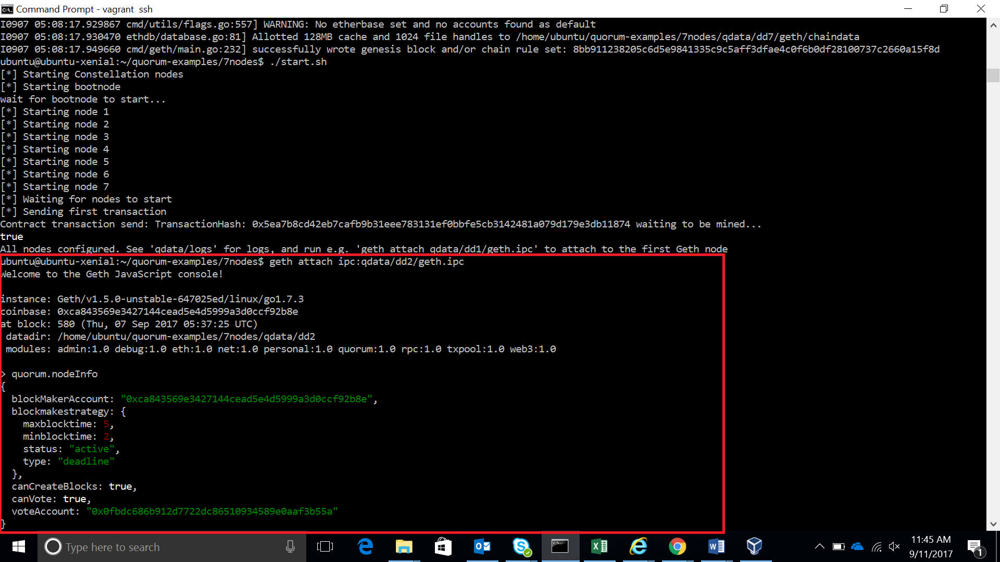 Command Prompt - vagrant  ssh
I0907 05:08:17.929867 cmd/utils/flags.go:557] WARNING: No etherbase set and no accounts found as default
I0907 05:08:17.930470 ethdb/database.go:81] Allotted 128MB cache and 1024 file handles to /home/ubuntu/quorum-examples/7nodes/qdata/dd7/geth/chaindata
I0907 05:08:17.949660 cmd/geth/main.go:232] successfully wrote genesis block and/or chain rule set: 8bb911238205c6d5e9841335c9c5aff3dfae4c0f6b0df28100737c2660a15f8d
ubuntu@ubuntu-xenial:~/quorum-examples/7nodes$ ./start.sh
[*] Starting Constellation nodes
[*] Starting bootnode
wait for bootnode to start...
[*] Starting node 1
[*] Starting node 2
[*] Starting node 3
[*] Starting node 4
[*] Starting node 5
[*] Starting node 6
[*] Starting node 7
[*] Waiting for nodes to start
[*] Sending first transaction
Contract transaction send: TransactionHash: 0x5ea7b8cd42eb7cafb9b31eee783131ef0bbfe5cb3142481a079d179e3db11874 waiting to be mined...
true
All nodes configured. See 'qdata/logs' for logs, and run e.g. 'geth attach qdata/dd1/geth.ipc' to attach to the first Geth node
ubuntu@ubuntu-xenial:~/quorum-examples/7nodes$ geth attach ipc:qdata/dd2/geth.ipc
Welcome to the Geth JavaScript console!
instance: Geth/v1.5.0-unstable-647025ed/linux/go1.7.3
coinbase: 0xca843569e3427144cead5e4d5999a3d0ccf92b8e
at block: 580 (Thu, 07 Sep 2017 05:37:25 UTC)
 datadir: /home/ubuntu/quorum-examples/7nodes/qdata/dd2
 modules: admin:1.0 debug:1.0 eth:1.0 net:1.0 personal:1.0 quorum:1.0 rpc:1.0 txpool:1.0 web3:1.0
> quorum.nodeInfo
{
  blockMakerAccount: "0xca843569e3427144cead5e4d5999a3d0ccf92b8e",
  blockmakestrategy: {
    maxblocktime: 5,
    minblocktime: 2,
    status: "active",
    type: "deadline"
  },
  canCreateBlocks: true,
  canVote: true,
  voteAccount: "0x0fbdc686b912d7722dc86510934589e0aaf3b55a"
}
Type here to search
11:45 AM
9/11/2017
1